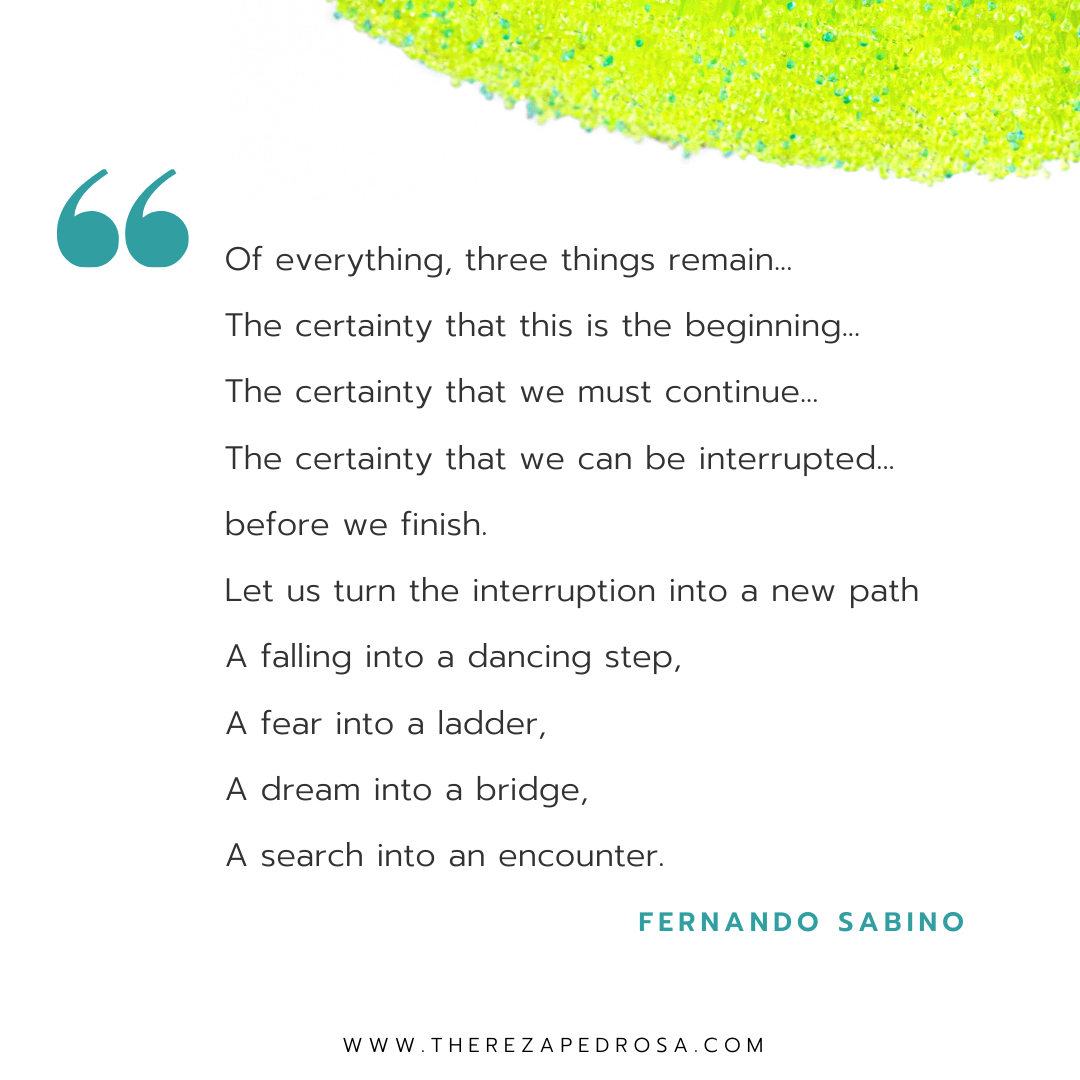 Of everything, three things remain...
The certainty that this is the beginning...
The certainty that we must continue...
The certainty that we can be interrupted...
before we finish.
Let us turn the interruption into a new path
A falling into a dancing step,
A fear into a ladder,
A dream into a bridge,
A search into an encounter.
FERNANDO SABINO
WWW.THEREZAPEDROSA.COM